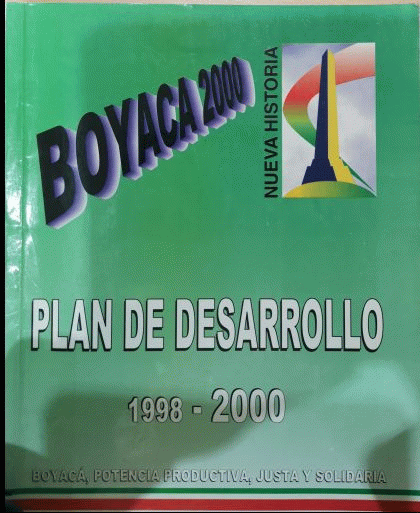 BOYACA 2000
NUEVA HISTORIA
PLAN DE DESARROLLO
1998 - 2000
BOYACÁ, POTENCIA PRODUCTIVA, JUSTA Y SOLIDARIA